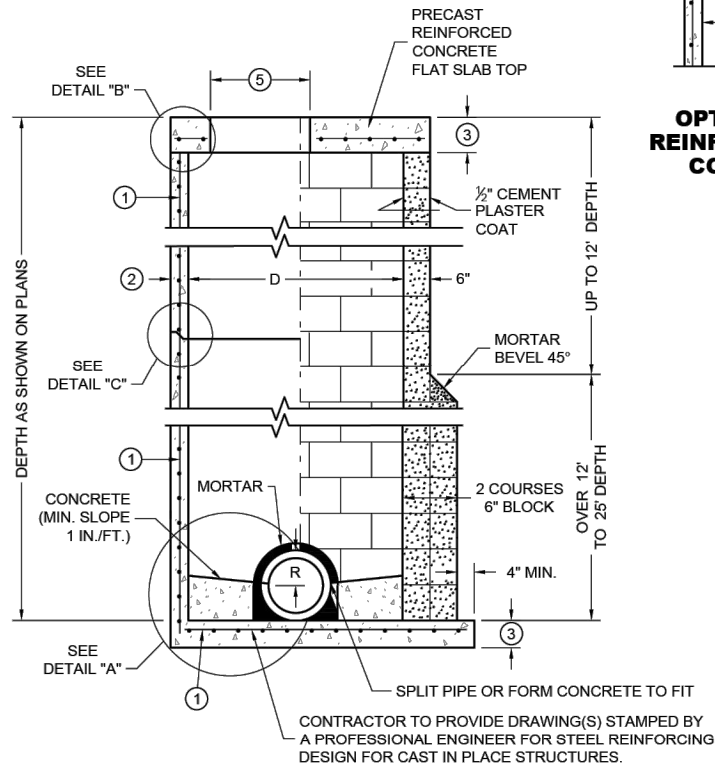 PRECAST
REINFORCED
CONCRETE
FLAT SLAB TOP
SEE
DETAIL "B"
5
3
1
½" CEMENT
PLASTER
COAT
UP TO 12' DEPTH
DEPTH AS SHOWN ON PLANS
2
D
6"
SEE
DETAIL "C"
MORTAR
BEVEL 45°
1
MORTAR
CONCRETE
(MIN. SLOPE
1 IN./FT.)
2 COURSES
6" BLOCK
OVER 12'
TO 25' DEPTH
R
4" MIN.
3
SEE
DETAIL "A"
1
SPLIT PIPE OR FORM CONCRETE TO FIT
CONTRACTOR TO PROVIDE DRAWING(S) STAMPED BY
A PROFESSIONAL ENGINEER FOR STEEL REINFORCING
DESIGN FOR CAST IN PLACE STRUCTURES.